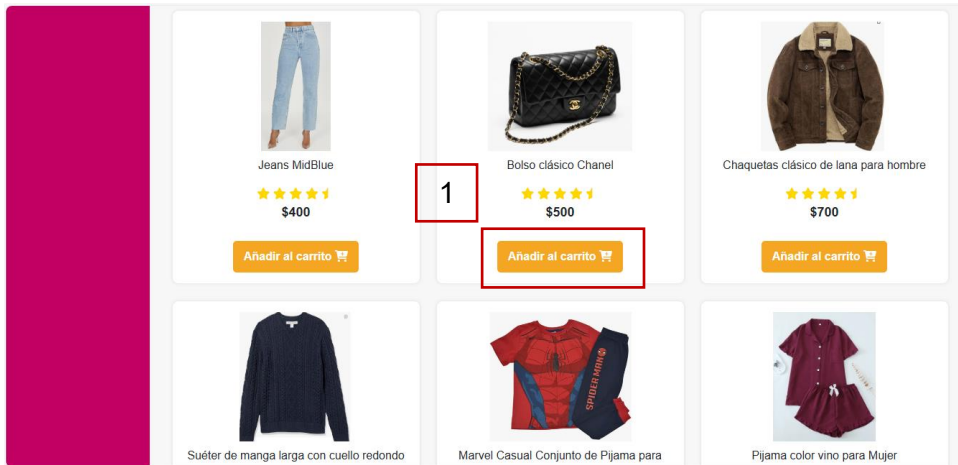 Jeans MidBlue
$400
Añadir al carrito
1
Bolso clásico Chanel
$500
Añadir al carrito
Chaquetas clásico de lana para hombre
$700
Añadir al carrito
Suéter de manga larga con cuello redondo
SPIDER-MAN
Marvel Casual Conjunto de Pijama para
Pijama color vino para Mujer